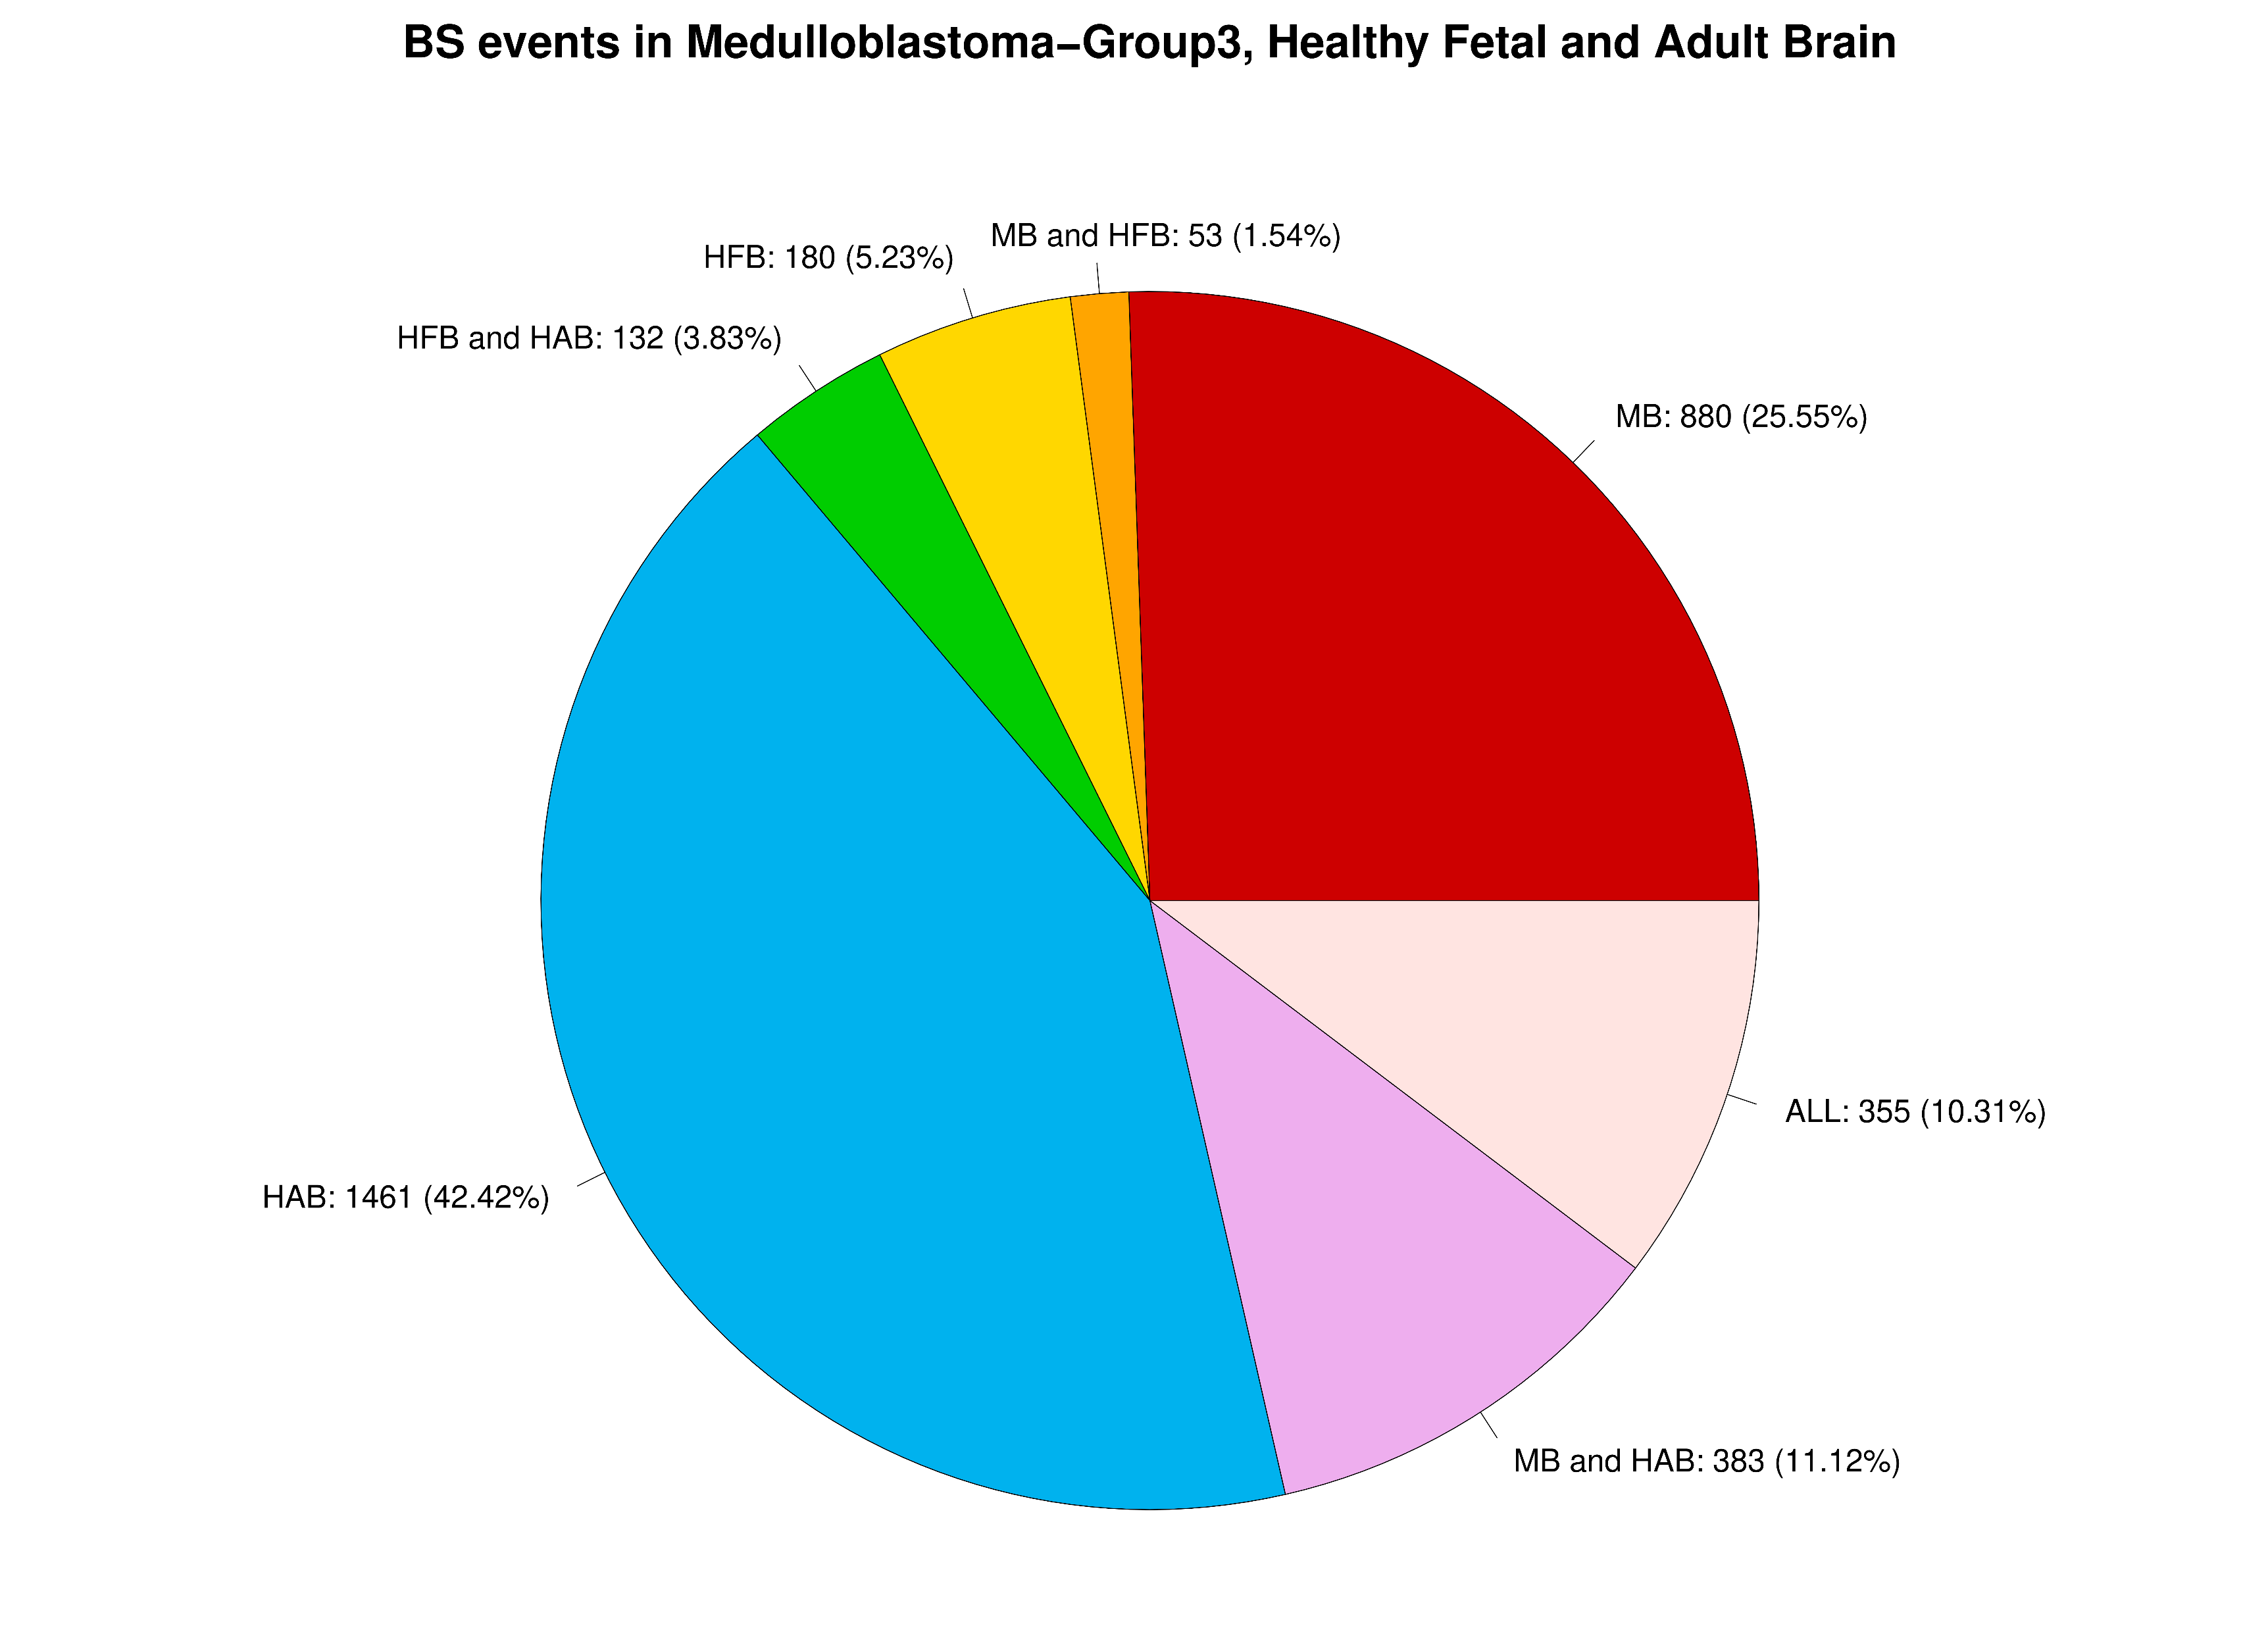 BS events in Medulloblastoma–Group3, Healthy Fetal and Adult Brain
MB and HFB: 53 (1.54%)
HFB: 180 (5.23%)
HFB and HAB: 132 (3.83%)
MB: 880 (25.55%)
ALL: 355 (10.31%)
HAB: 1461 (42.42%)
MB and HAB: 383 (11.12%)